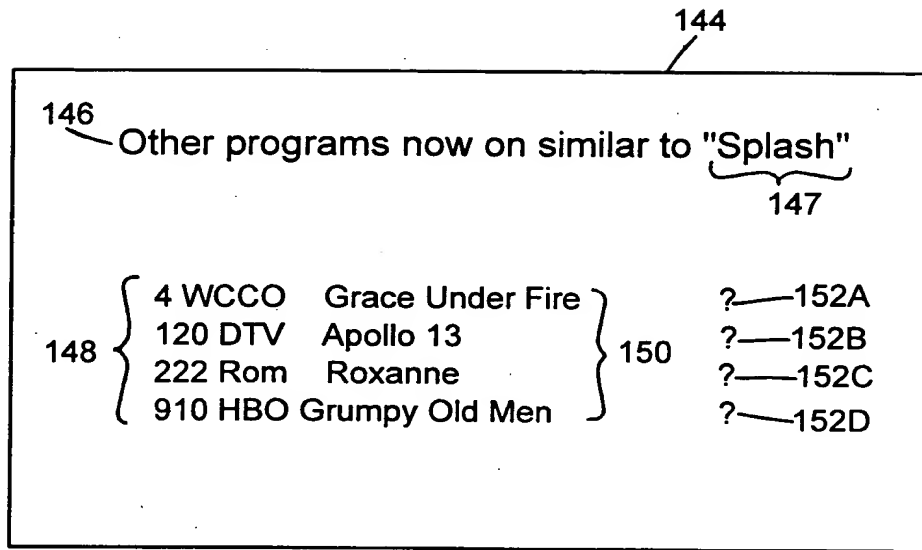 144
146
Other programs now on similar to "Splash"
147
4 WCCO Grace Under Fire ? 152A
120 DTV Apollo 13 ? 152B
148 150
222 Rom Roxanne ? 152C
910 HBO Grumpy Old Men ? 152D